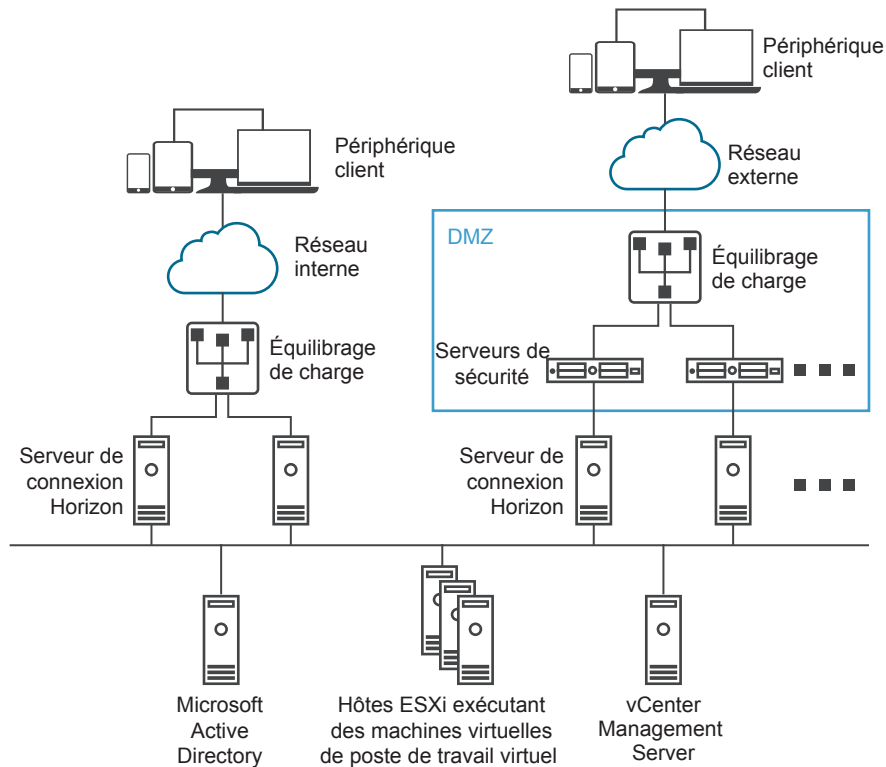 Périphérique
client
Réseau
externe
DMZ
Équilibrage
de charge
Serveurs de
sécurité
Serveur de
connexion
Horizon
Périphérique
client
Réseau
interne
Équilibrage
de charge
Serveur de
connexion
Horizon
Microsoft
Active
Directory
Hôtes ESXi exécutant
des machines virtuelles
de poste de travail virtuel
vCenter
Management
Server